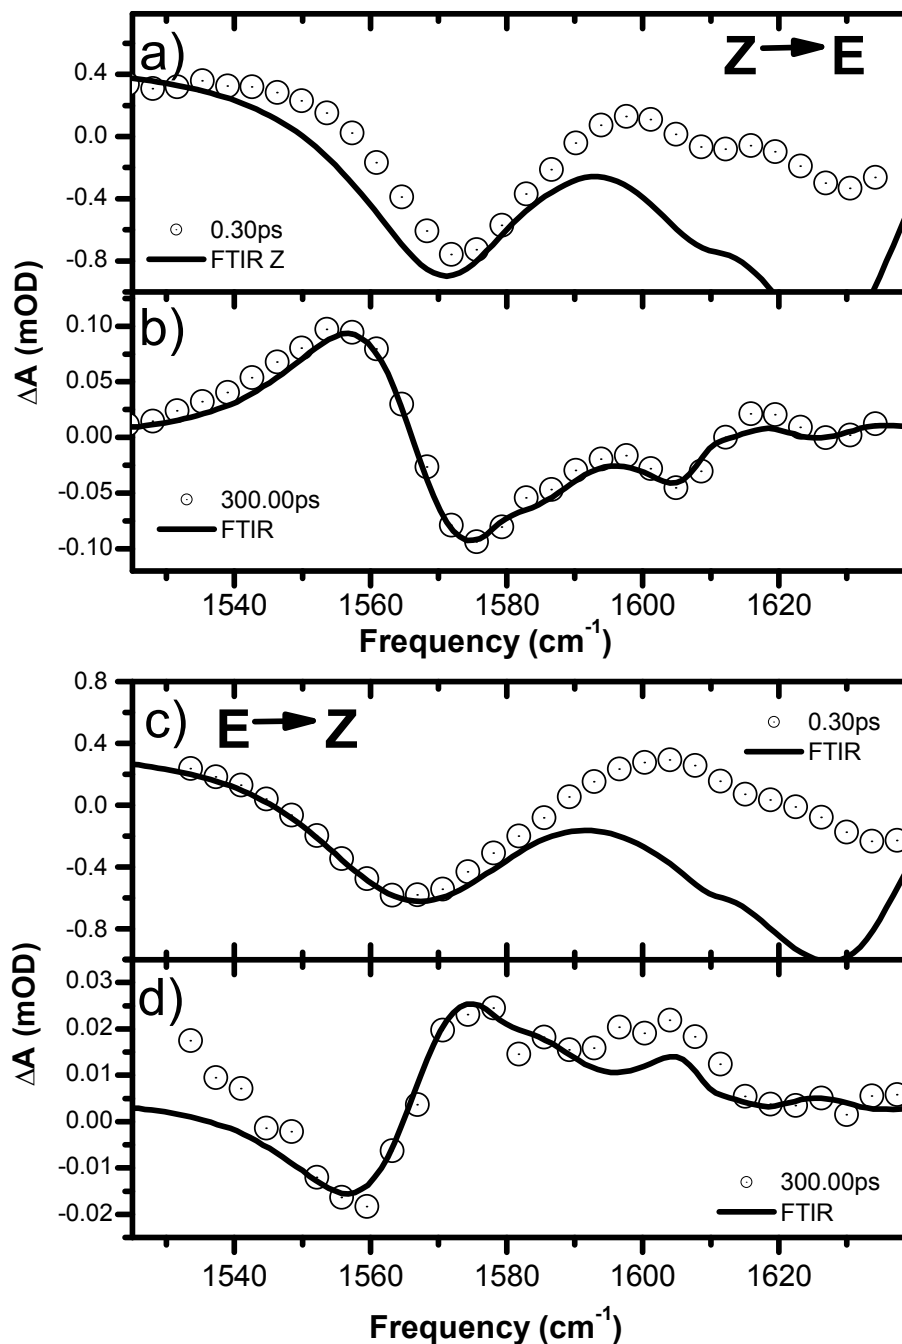 a)
Z → E
0.4
0.0
-0.4
-0.8
0.30ps
FTIR Z
b)
0.10
0.05
0.00
-0.05
-0.10
300.00ps
FTIR
ΔA (mOD)
1540 1560 1580 1600 1620
Frequency (cm⁻¹)
c)
E → Z
0.8
0.4
0.0
-0.4
-0.8
0.30ps
FTIR
d)
0.03
0.02
0.01
0.00
-0.01
-0.02
300.00ps
FTIR
ΔA (mOD)
1540 1560 1580 1600 1620
Frequency (cm⁻¹)